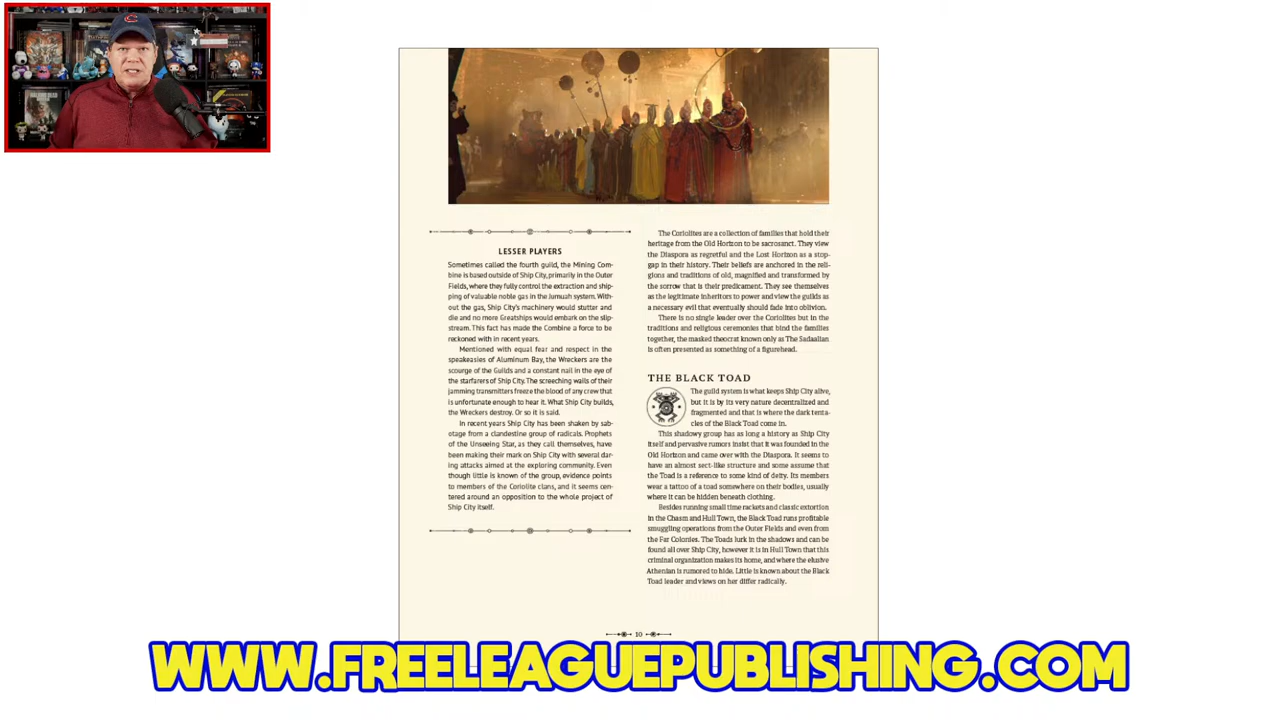 LESSER PLAYERS
Sometimes called the fourth guild, the Mining Com-
bine is based outside of Ship City, primarily in the Outer
Fields, where they fully control the extraction and ship-
ping of valuable noble gas in the Jumuah system. With-
out the gas, Ship City's machinery would stutter and
die and no more Greatships would embark on the slip-
stream. This fact has made the Combine a force to be
reckoned with in recent years.
Mentioned with equal fear and respect in the
speakeasies of Aluminum Bay, the Wreckers are the
scourge of the Guilds and a constant nail in the eye of
the starfarers of Ship City. The screeching walls of their
jamming transmitters freeze the blood of any crew that
is unfortunate enough to hear it. What Ship City builds,
the Wreckers destroy. Or so it is said.
In recent years Ship City has been shaken by sab-
otage from a clandestine group of radicals. Prophets
of the Unseeing Star, as they call themselves, have
been making their mark on Ship City with several dar-
ing attacks aimed at the exploring community. Even
though little is known of the group, evidence points
to members of the Coriolite clans, and it seems cen-
tered around an opposition to the whole project of
Ship City itself.
The Coriolites are a collection of families that hold their
heritage from the Old Horizon to be sacrosanct. They view
the Diaspora as regretful and the Lost Horizon as a stop-
gap in their history. Their beliefs are anchored in the reli-
gions and traditions of old, magnified and transformed by
the sorrow that is their predicament. They see themselves
as the legitimate inheritors to power and view the guilds as
a necessary evil that eventually should fade into oblivion.
There is no single leader over the Coriolites but in the
traditions and religious ceremonies that bind the families
together, the masked theocrat known only as The Sadaalian
is often presented as something of a figurehead.
THE BLACK TOAD
The guild system is what keeps Ship City alive,
but it is by its very nature decentralized and
fragmented and that is where the dark tenta-
cles of the Black Toad come in.
This shadowy group has as long a history as Ship City
itself and pervasive rumors insist that it was founded in the
Old Horizon and came over with the Diaspora. It seems to
have an almost sect-like structure and some assume that
the Toad is a reference to some kind of deity. Its members
wear a tattoo of a toad somewhere on their bodies, usually
where it can be hidden beneath clothing.
Besides running small time rackets and classic extortion
in the Chasm and Hull Town, the Black Toad runs profitable
smuggling operations from the Outer Fields and even from
the Far Colonies. The Toads lurk in the shadows and can be
found all over Ship City, however it is in Hull Town that this
criminal organization makes its home, and where the elusive
Athenian is rumored to hide. Little is known about the Black
Toad leader and views on her differ radically.
10
WWW.FREELEAGUEPUBLISHING.COM